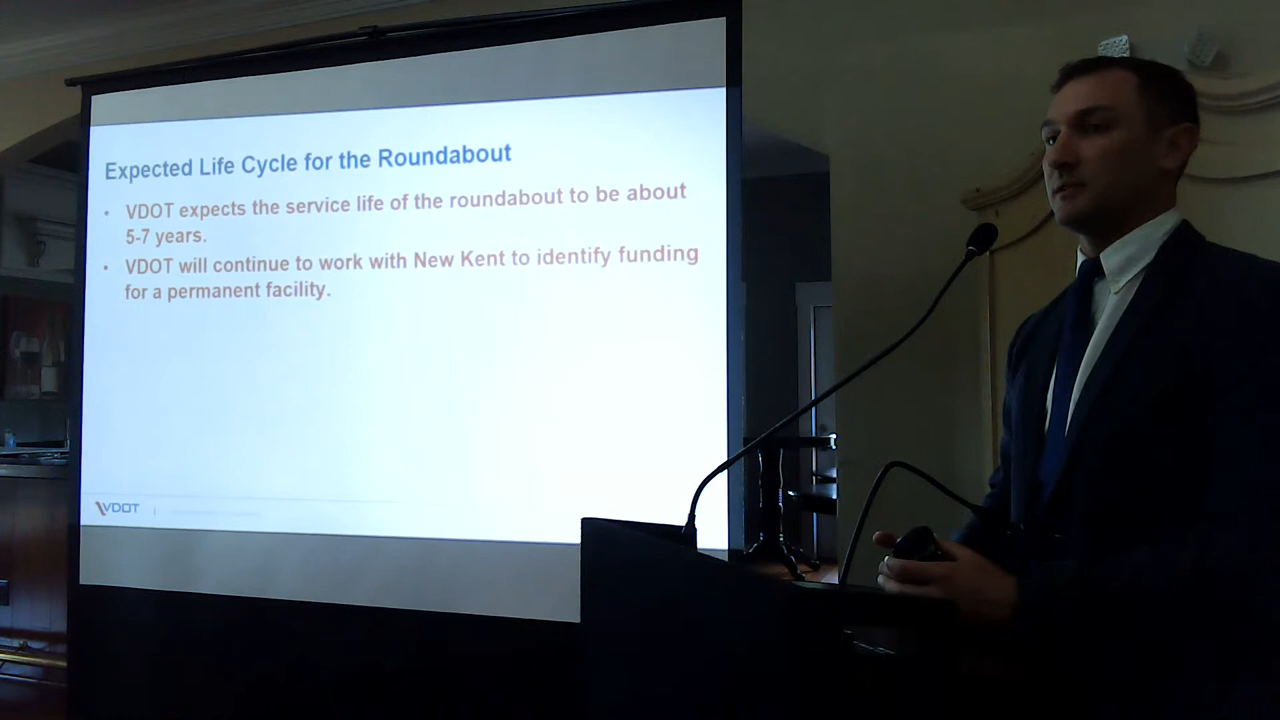 Expected Life Cycle for the Roundabout
• VDOT expects the service life of the roundabout to be about
5-7 years.
• VDOT will continue to work with New Kent to identify funding
for a permanent facility.
VDOT